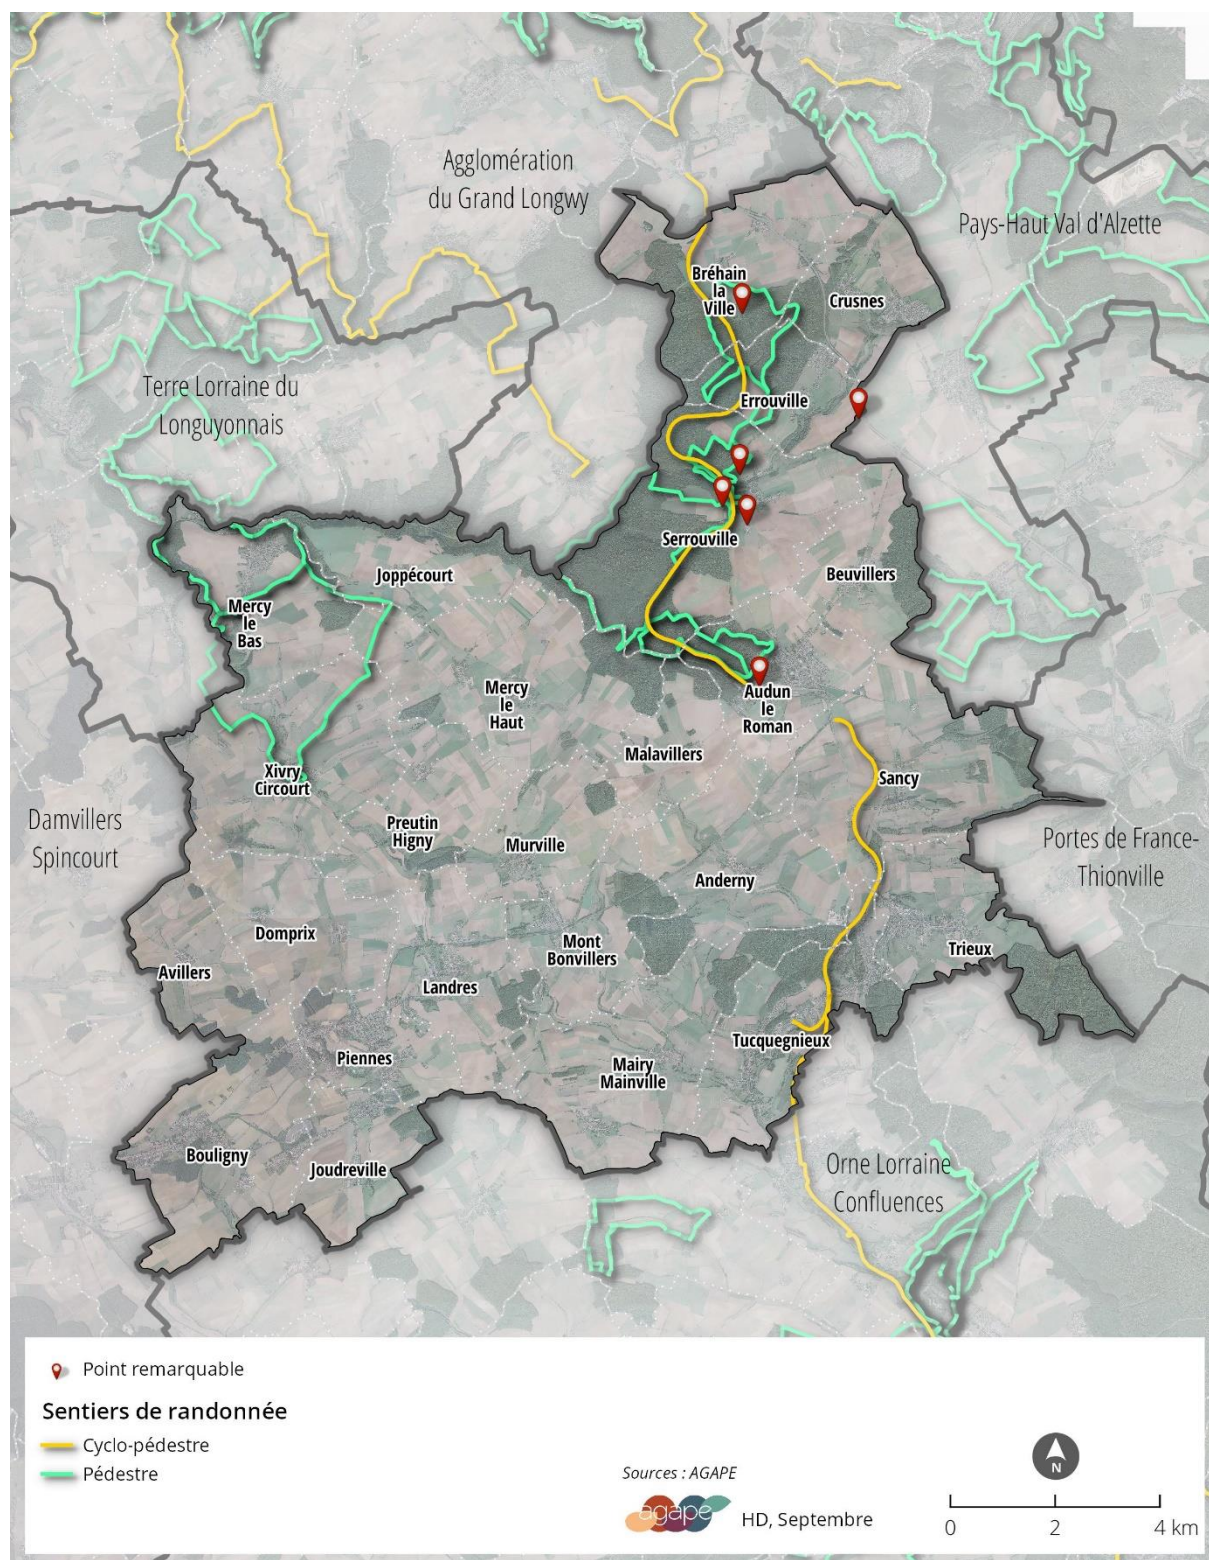 Agglomération
du Grand Longwy
Pays-Haut Val d'Alzette
Bréhain
la
Ville
Crusnes
Terre Lorraine du
Longuyonnais
Errouville
Serrouville
Joppécourt
Beuvillers
Mercy
le
Bas
Mercy
le
Haut
Audun
le
Roman
Malavillers
Xivry
Circourt
Sancy
Damvillers
Spincourt
Preutin
Higny
Murville
Portes de France-
Thionville
Anderny
Domprix
Mont
Bonvillers
Trieux
Avillers
Landres
Tucquegnieux
Piennes
Mairy
Mainville
Bouligny
Joudreville
Orne Lorraine
Confluences
Point remarquable
Sentiers de randonnée
Cyclo-pédestre
Pédestre
Sources : AGAPE
agape
HD, Septembre
N
0 2 4 km